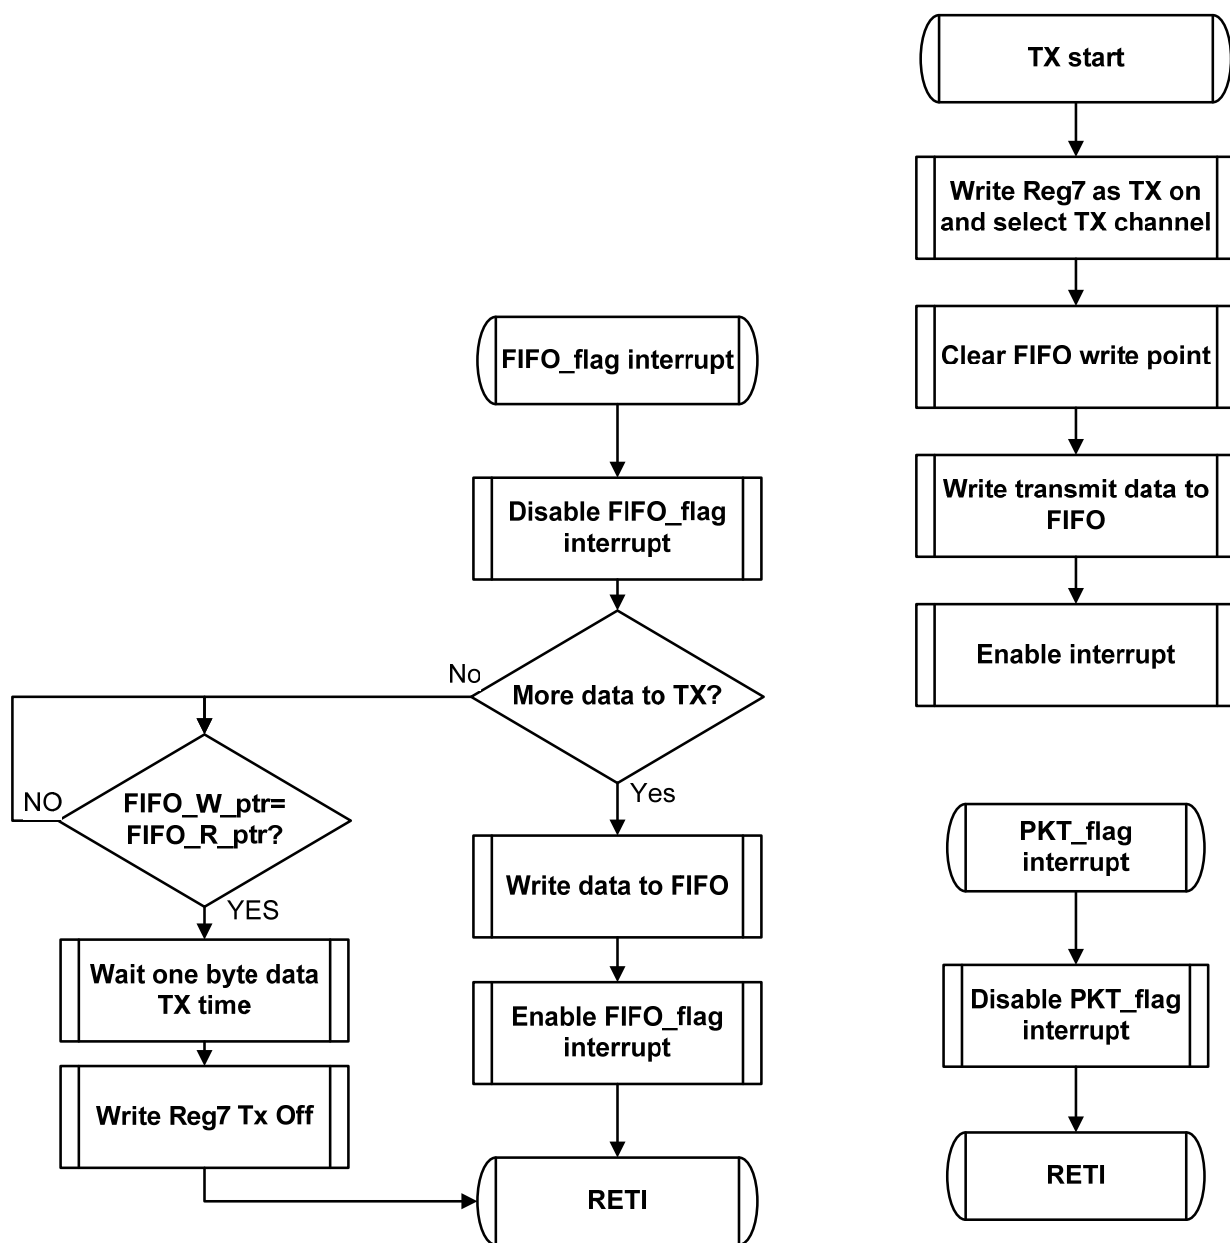 TX start
Write Reg7 as TX on
and select TX channel
Clear FIFO write point
Write transmit data to
FIFO
Enable interrupt
FIFO_flag interrupt
Disable FIFO_flag
interrupt
More data to TX?
No
Yes
FIFO_W_ptr=
FIFO_R_ptr?
NO
YES
Wait one byte data
TX time
Write Reg7 Tx Off
Write data to FIFO
Enable FIFO_flag
interrupt
RETI
PKT_flag
interrupt
Disable PKT_flag
interrupt
RETI